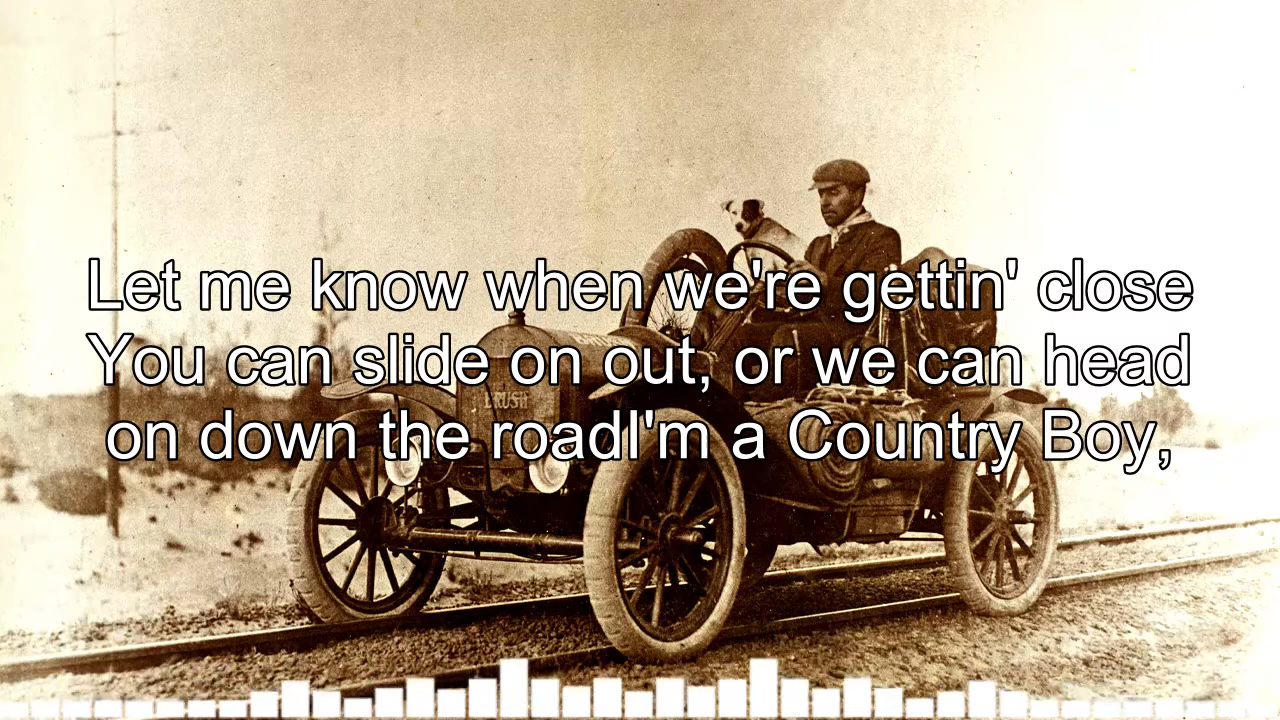 Let me know when we're gettin' close
You can slide on out, or we can head
on down the roadI'm a Country Boy,
BRUSH